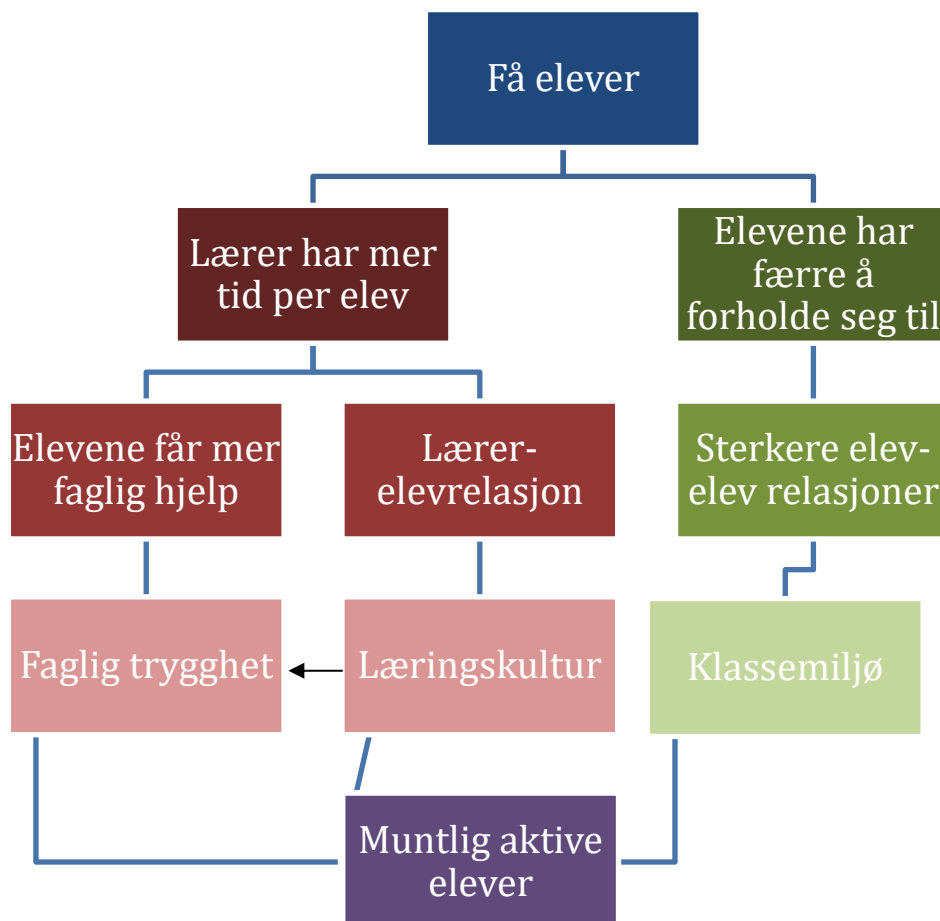 Få elever
Lærer har mer
tid per elev
Elevene har
færre å
forholde seg til
Elevene får mer
faglig hjelp
Lærer-
elevrelasjon
Sterkere elev-
elev relasjoner
Faglig trygghet
Læringskultur
Klassemiljø
Muntlig aktive
elever